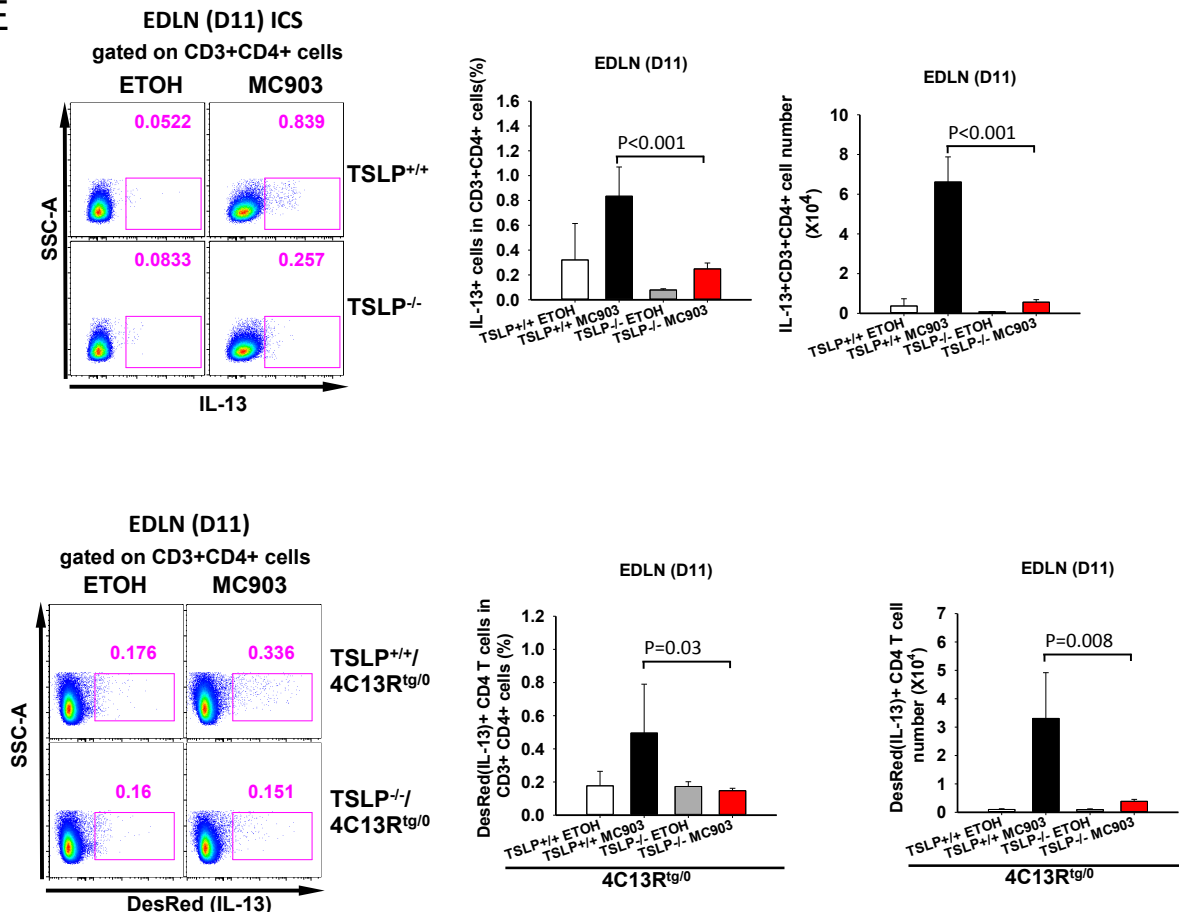 E
EDLN (D11) ICS
gated on CD3+CD4+ cells
ETOH MC903
0.0522 0.839
TSLP+/+
0.0833 0.257
TSLP-/-
SSC-A
IL-13
EDLN (D11)
IL-13+ cells in CD3+CD4+ cells(%)
1.6
1.4
1.2
1.0
0.8
0.6
0.4
0.2
0.0
P<0.001
TSLP+/+ ETOH
TSLP+/+ MC903
TSLP-/- ETOH
TSLP-/- MC903
EDLN (D11)
IL-13+CD3+CD4+ cell number
(X10^4)
10
8
6
4
2
0
P<0.001
TSLP+/+ ETOH
TSLP+/+ MC903
TSLP-/- ETOH
TSLP-/- MC903
EDLN (D11)
gated on CD3+CD4+ cells
ETOH MC903
0.176 0.336
TSLP+/+/
4C13Rtg/0
0.16 0.151
TSLP-/-/
4C13Rtg/0
SSC-A
DesRed (IL-13)
EDLN (D11)
DesRed(IL-13)+ CD4 T cells in
CD3+ CD4+ cells (%)
1.2
1.0
0.8
0.6
0.4
0.2
0.0
P=0.03
TSLP+/+ ETOH
TSLP+/+ MC903
TSLP-/- ETOH
TSLP-/- MC903
4C13Rtg/0
EDLN (D11)
DesRed(IL-13)+ CD4 T cell
number (X10^4)
7
6
5
4
3
2
1
0
P=0.008
TSLP+/+ ETOH
TSLP+/+ MC903
TSLP-/- ETOH
TSLP-/- MC903
4C13Rtg/0